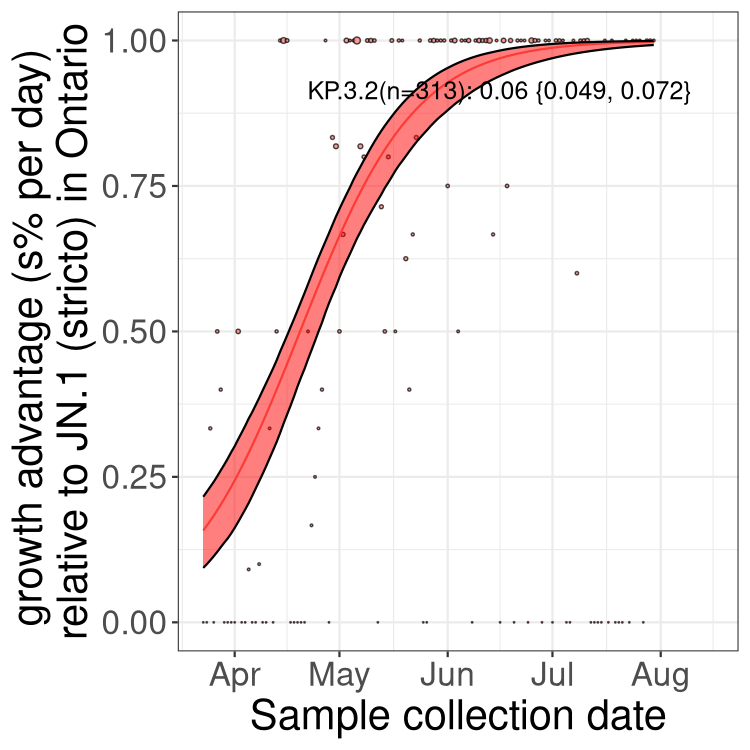 growth advantage (s% per day)
relative to JN.1 (stricto) in Ontario
1.00
0.75
0.50
0.25
0.00
KP.3.2(n=313): 0.06 {0.049, 0.072}
Apr May Jun Jul Aug
Sample collection date